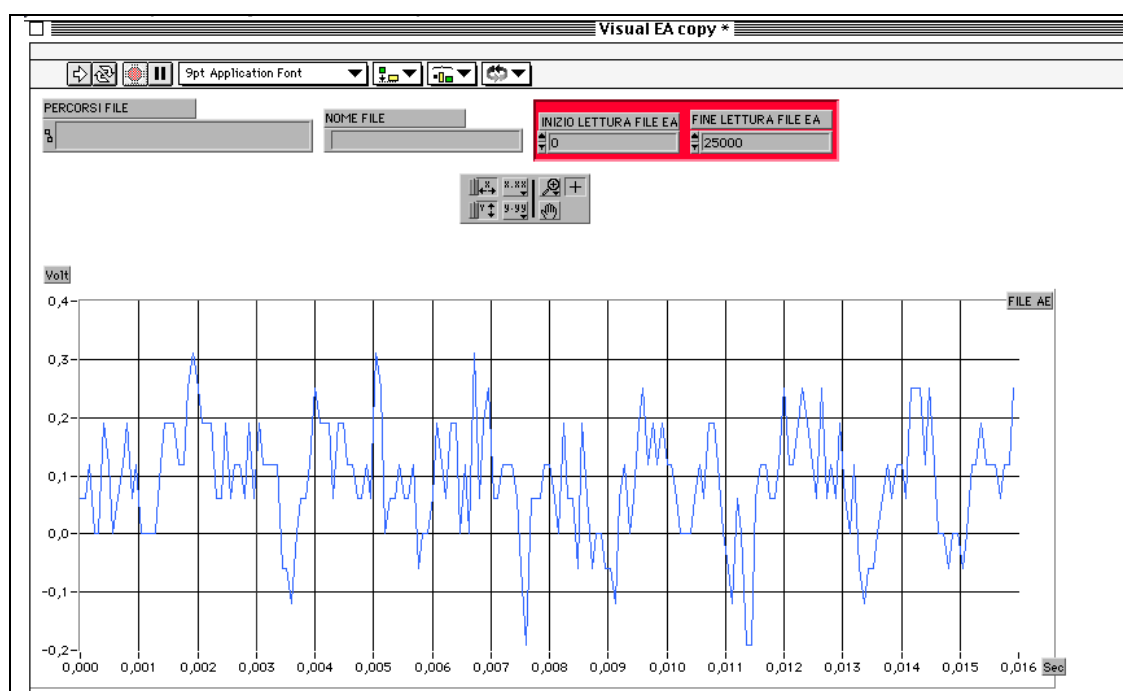 Visual EA copy *
9pt Application Font
PERCORSI FILE
NOME FILE
INIZIO LETTURA FILE EA
FINE LETTURA FILE EA
0
25000
X
X.XX
Y
Y.YY
Volt
FILE AE
0,4
0,3
0,2
0,1
0,0
-0,1
-0,2
0,000 0,001 0,002 0,003 0,004 0,005 0,006 0,007 0,008 0,009 0,010 0,011 0,012 0,013 0,014 0,015 0,016 Sec